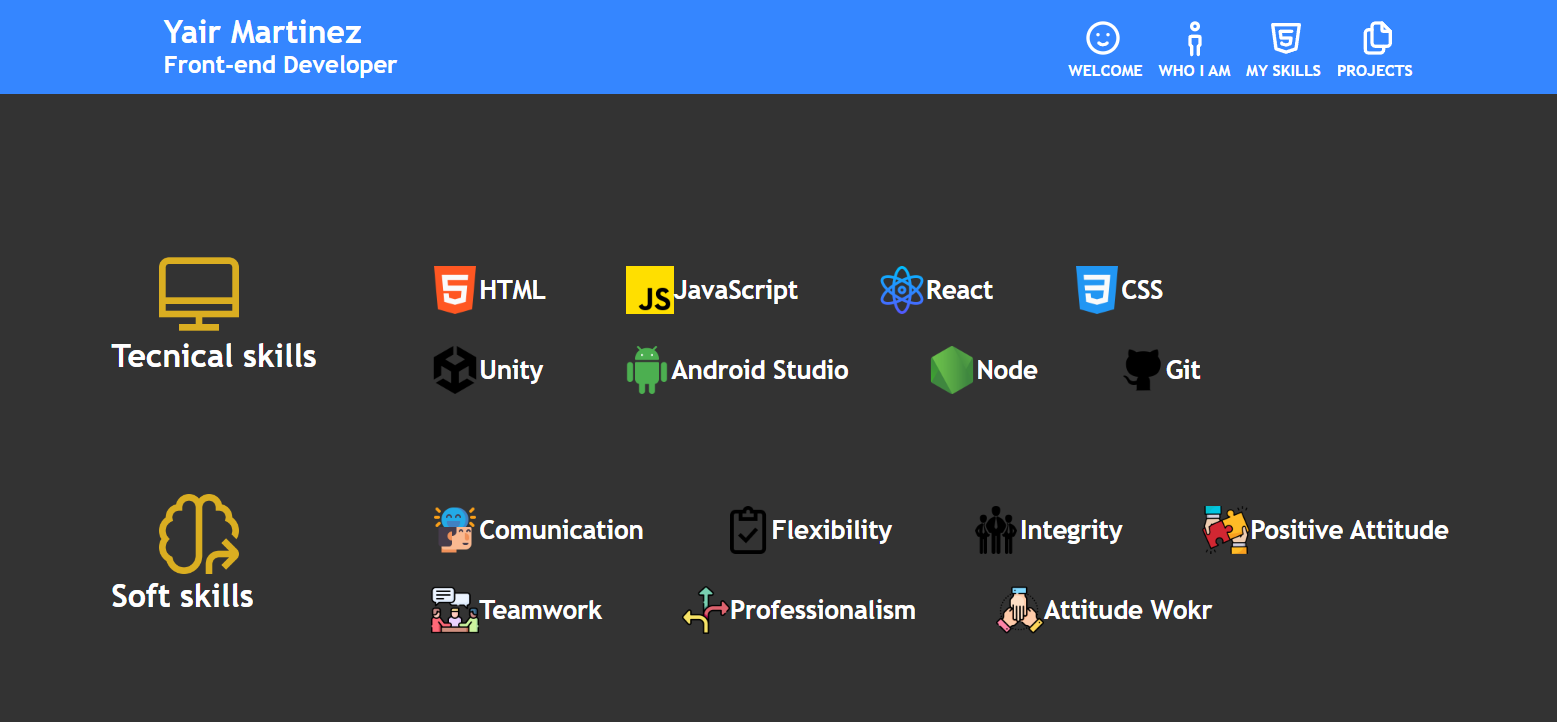 Yair Martinez
Front-end Developer
WELCOME WHO I AM MY SKILLS PROJECTS
Tecnical skills
HTML JS JavaScript React CSS
Unity Android Studio Node Git
Soft skills
Comunication Flexibility Integrity Positive Attitude
Teamwork Professionalism Attitude Wokr